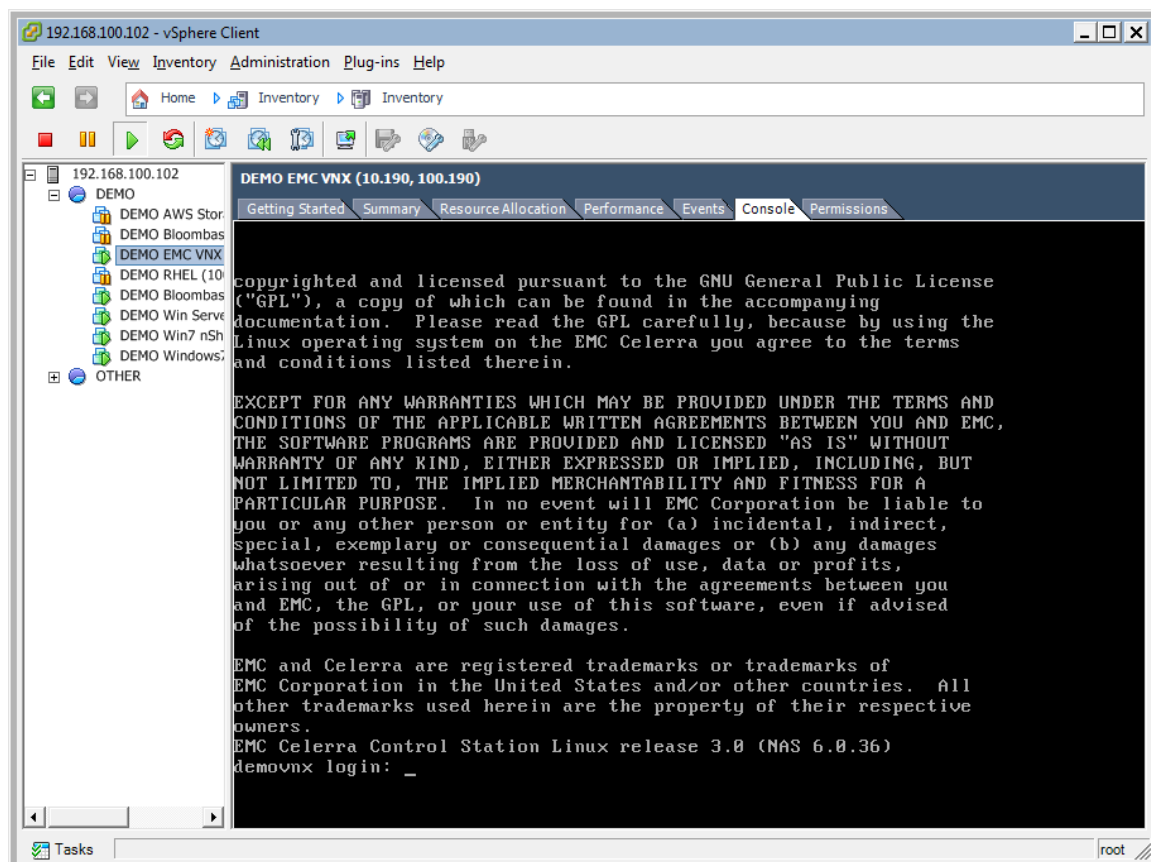 192.168.100.102 - vSphere Client
File Edit View Inventory Administration Plug-ins Help
Home Inventory Inventory
192.168.100.102
DEMO
DEMO AWS Stor
DEMO Bloombas
DEMO EMC VNX
DEMO RHEL (10
DEMO Bloombas
DEMO Win Serve
DEMO Win7 nSh
DEMO Windows7
OTHER
DEMO EMC VNX (10.190, 100.190)
Getting Started Summary Resource Allocation Performance Events Console Permissions
copyrighted and licensed pursuant to the GNU General Public License
("GPL"), a copy of which can be found in the accompanying
documentation.  Please read the GPL carefully, because by using the
Linux operating system on the EMC Celerra you agree to the terms
and conditions listed therein.
EXCEPT FOR ANY WARRANTIES WHICH MAY BE PROVIDED UNDER THE TERMS AND
CONDITIONS OF THE APPLICABLE WRITTEN AGREEMENTS BETWEEN YOU AND EMC,
THE SOFTWARE PROGRAMS ARE PROVIDED AND LICENSED "AS IS" WITHOUT
WARRANTY OF ANY KIND, EITHER EXPRESSED OR IMPLIED, INCLUDING, BUT
NOT LIMITED TO, THE IMPLIED MERCHANTABILITY AND FITNESS FOR A
PARTICULAR PURPOSE.  In no event will EMC Corporation be liable to
you or any other person or entity for (a) incidental, indirect,
special, exemplary or consequential damages or (b) any damages
whatsoever resulting from the loss of use, data or profits,
arising out of or in connection with the agreements between you
and EMC, the GPL, or your use of this software, even if advised
of the possibility of such damages.
EMC and Celerra are registered trademarks or trademarks of
EMC Corporation in the United States and/or other countries.  All
other trademarks used herein are the property of their respective
owners.
EMC Celerra Control Station Linux release 3.0 (NAS 6.0.36)
demovnx login: _
Tasks
root